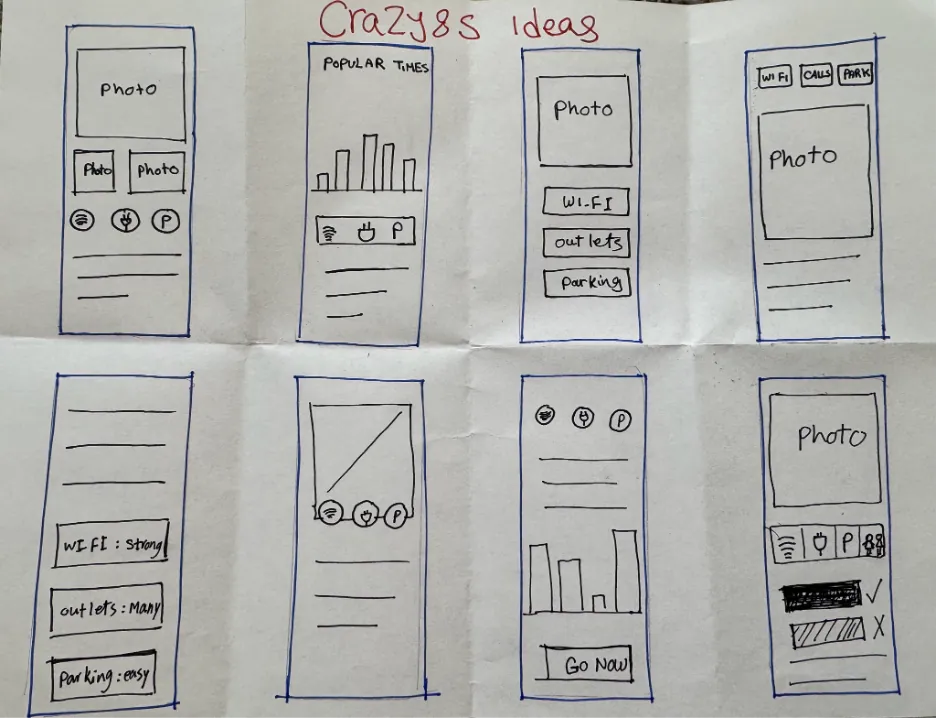 Crazy8s Ideas
Photo
Photo
Photo
P
POPULAR TIMES
P
Photo
WI-FI
outlets
Parking
WIFI
CALLS
PARK
Photo
WIFI : Strong
outlets : Many
Parking : easy
P
P
GO NOW
Photo
P